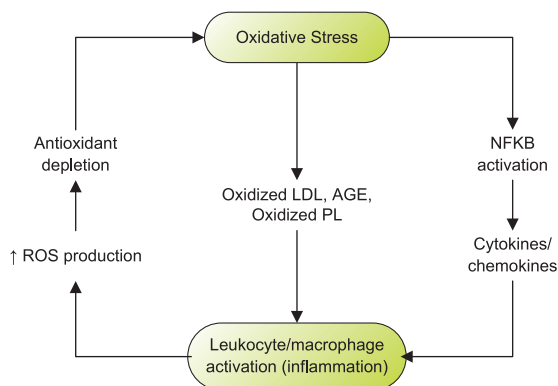 Oxidative Stress
Antioxidant
depletion
NFKB
activation
Oxidized LDL, AGE,
Oxidized PL
↑ ROS production
Cytokines/
chemokines
Leukocyte/macrophage
activation (inflammation)